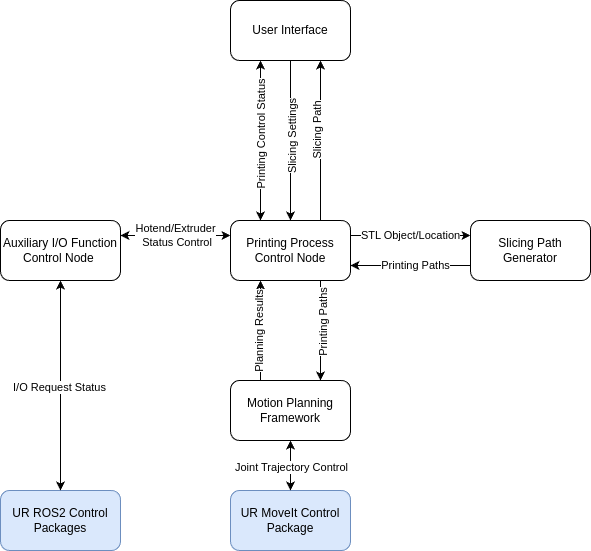 User Interface
Printing Control Status
Slicing Settings
Slicing Path
Auxiliary I/O Function
Control Node
Hotend/Extruder
Status Control
Printing Process
Control Node
STL Object/Location
Printing Paths
Slicing Path
Generator
Planning Results
Printing Paths
I/O Request Status
Motion Planning
Framework
Joint Trajectory Control
UR ROS2 Control
Packages
UR MoveIt Control
Package